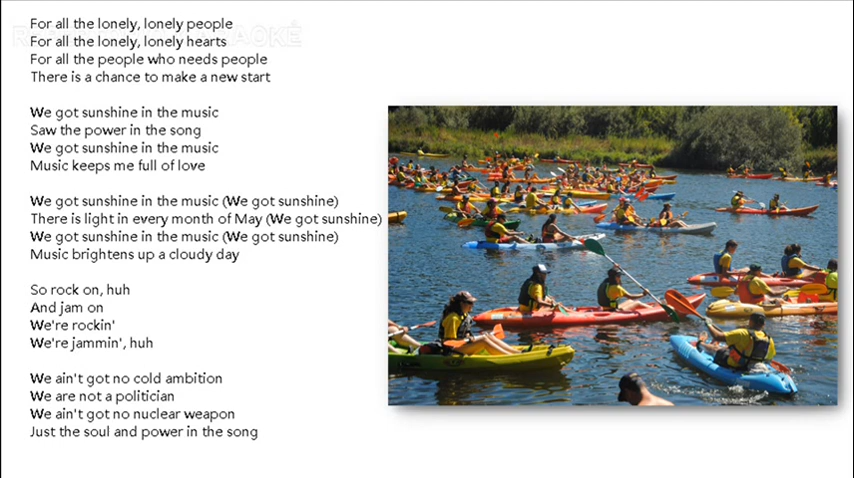 For all the lonely, lonely people
For all the lonely, lonely hearts
For all the people who needs people
There is a chance to make a new start
We got sunshine in the music
Saw the power in the song
We got sunshine in the music
Music keeps me full of love
We got sunshine in the music (We got sunshine)
There is light in every month of May (We got sunshine)
We got sunshine in the music (We got sunshine)
Music brightens up a cloudy day
So rock on, huh
And jam on
We're rockin'
We're jammin', huh
We ain't got no cold ambition
We are not a politician
We ain't got no nuclear weapon
Just the soul and power in the song